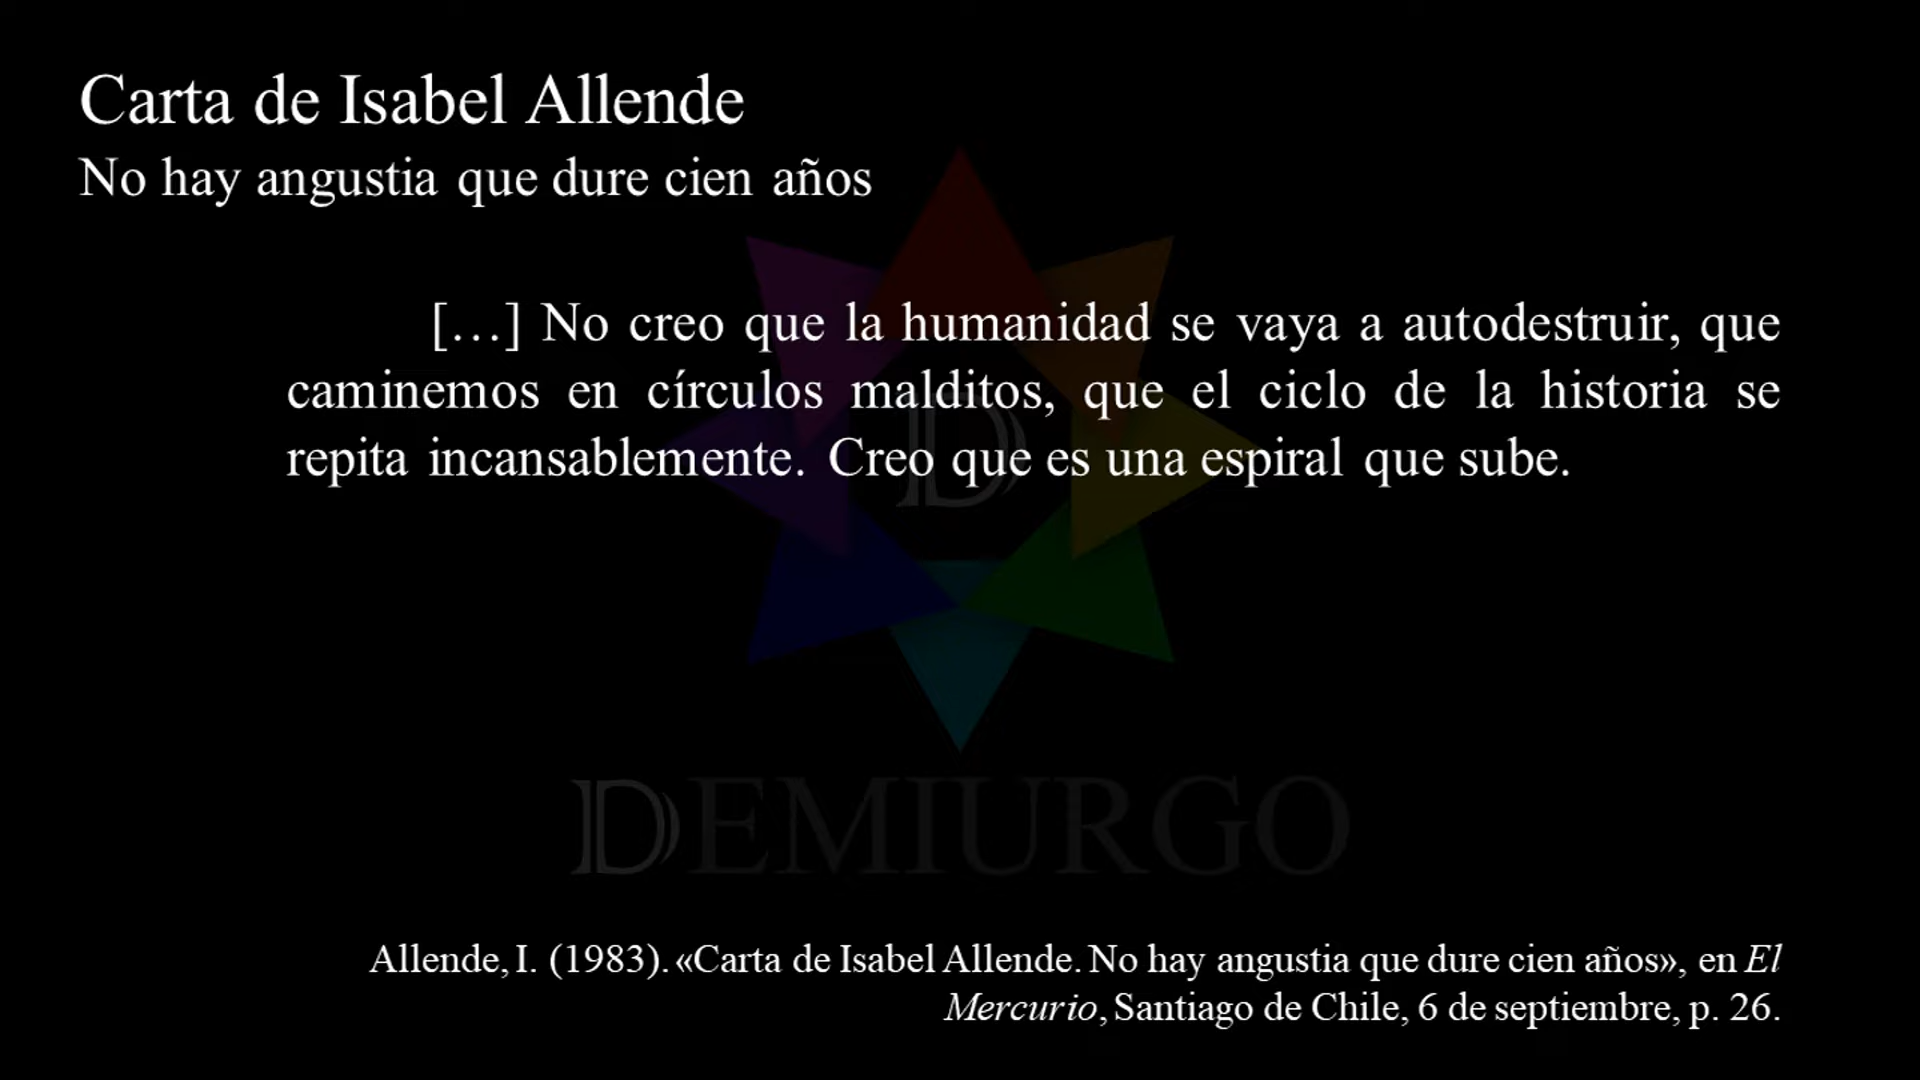 Carta de Isabel Allende
No hay angustia que dure cien años
[…] No creo que la humanidad se vaya a autodestruir, que
caminemos en círculos malditos, que el ciclo de la historia se
repita incansablemente. Creo que es una espiral que sube.
D
DEMIURGO
Allende, I. (1983). «Carta de Isabel Allende. No hay angustia que dure cien años», en El
Mercurio, Santiago de Chile, 6 de septiembre, p. 26.